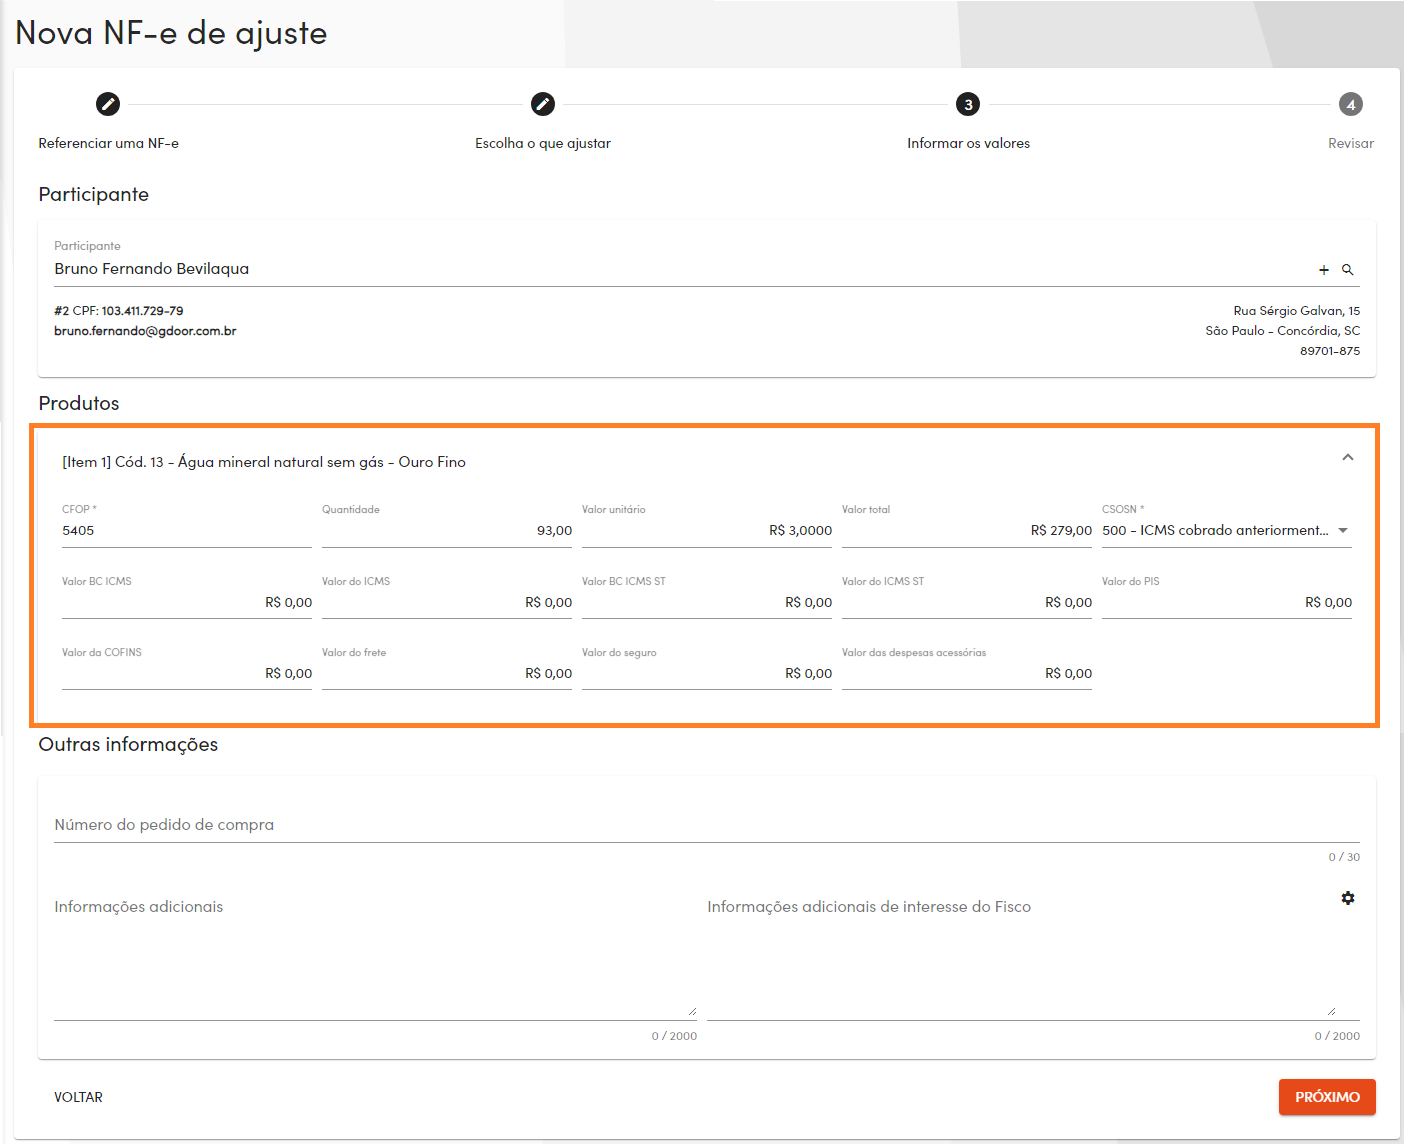 Nova NF-e de ajuste
3
4
Referenciar uma NF-e
Escolha o que ajustar
Informar os valores
Revisar
Participante
Participante
Bruno Fernando Bevilaqua
#2 CPF: 103.411.729-79
bruno.fernando@gdoor.com.br
Rua Sérgio Galvan, 15
São Paulo - Concórdia, SC
89701-875
Produtos
[Item 1] Cód. 13 - Água mineral natural sem gás - Ouro Fino
CFOP * Quantidade Valor unitário Valor total CSOSN *
5405 93,00 R$ 3,0000 R$ 279,00 500 - ICMS cobrado anteriorment...
Valor BC ICMS Valor do ICMS Valor BC ICMS ST Valor do ICMS ST Valor do PIS
R$ 0,00 R$ 0,00 R$ 0,00 R$ 0,00 R$ 0,00
Valor da COFINS Valor do frete Valor do seguro Valor das despesas acessórias
R$ 0,00 R$ 0,00 R$ 0,00 R$ 0,00
Outras informações
Número do pedido de compra
0 / 30
Informações adicionais
Informações adicionais de interesse do Fisco
0 / 2000
0 / 2000
VOLTAR
PRÓXIMO